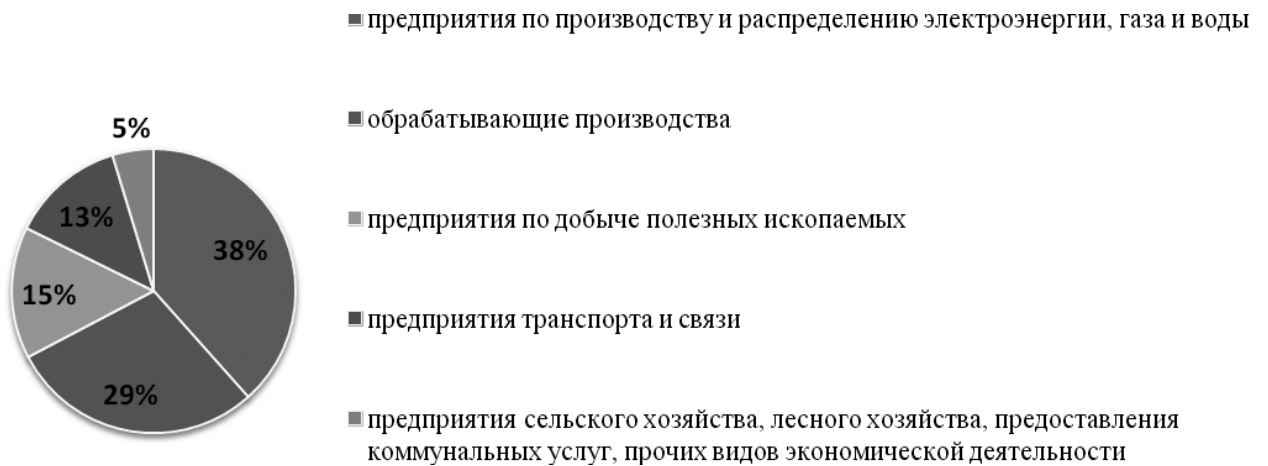 предприятия по производству и распределению электроэнергии, газа и воды
обрабатывающие производства
5%
13%
предприятия по добыче полезных ископаемых
38%
15%
предприятия транспорта и связи
29%
предприятия сельского хозяйства, лесного хозяйства, предоставления
коммунальных услуг, прочих видов экономической деятельности